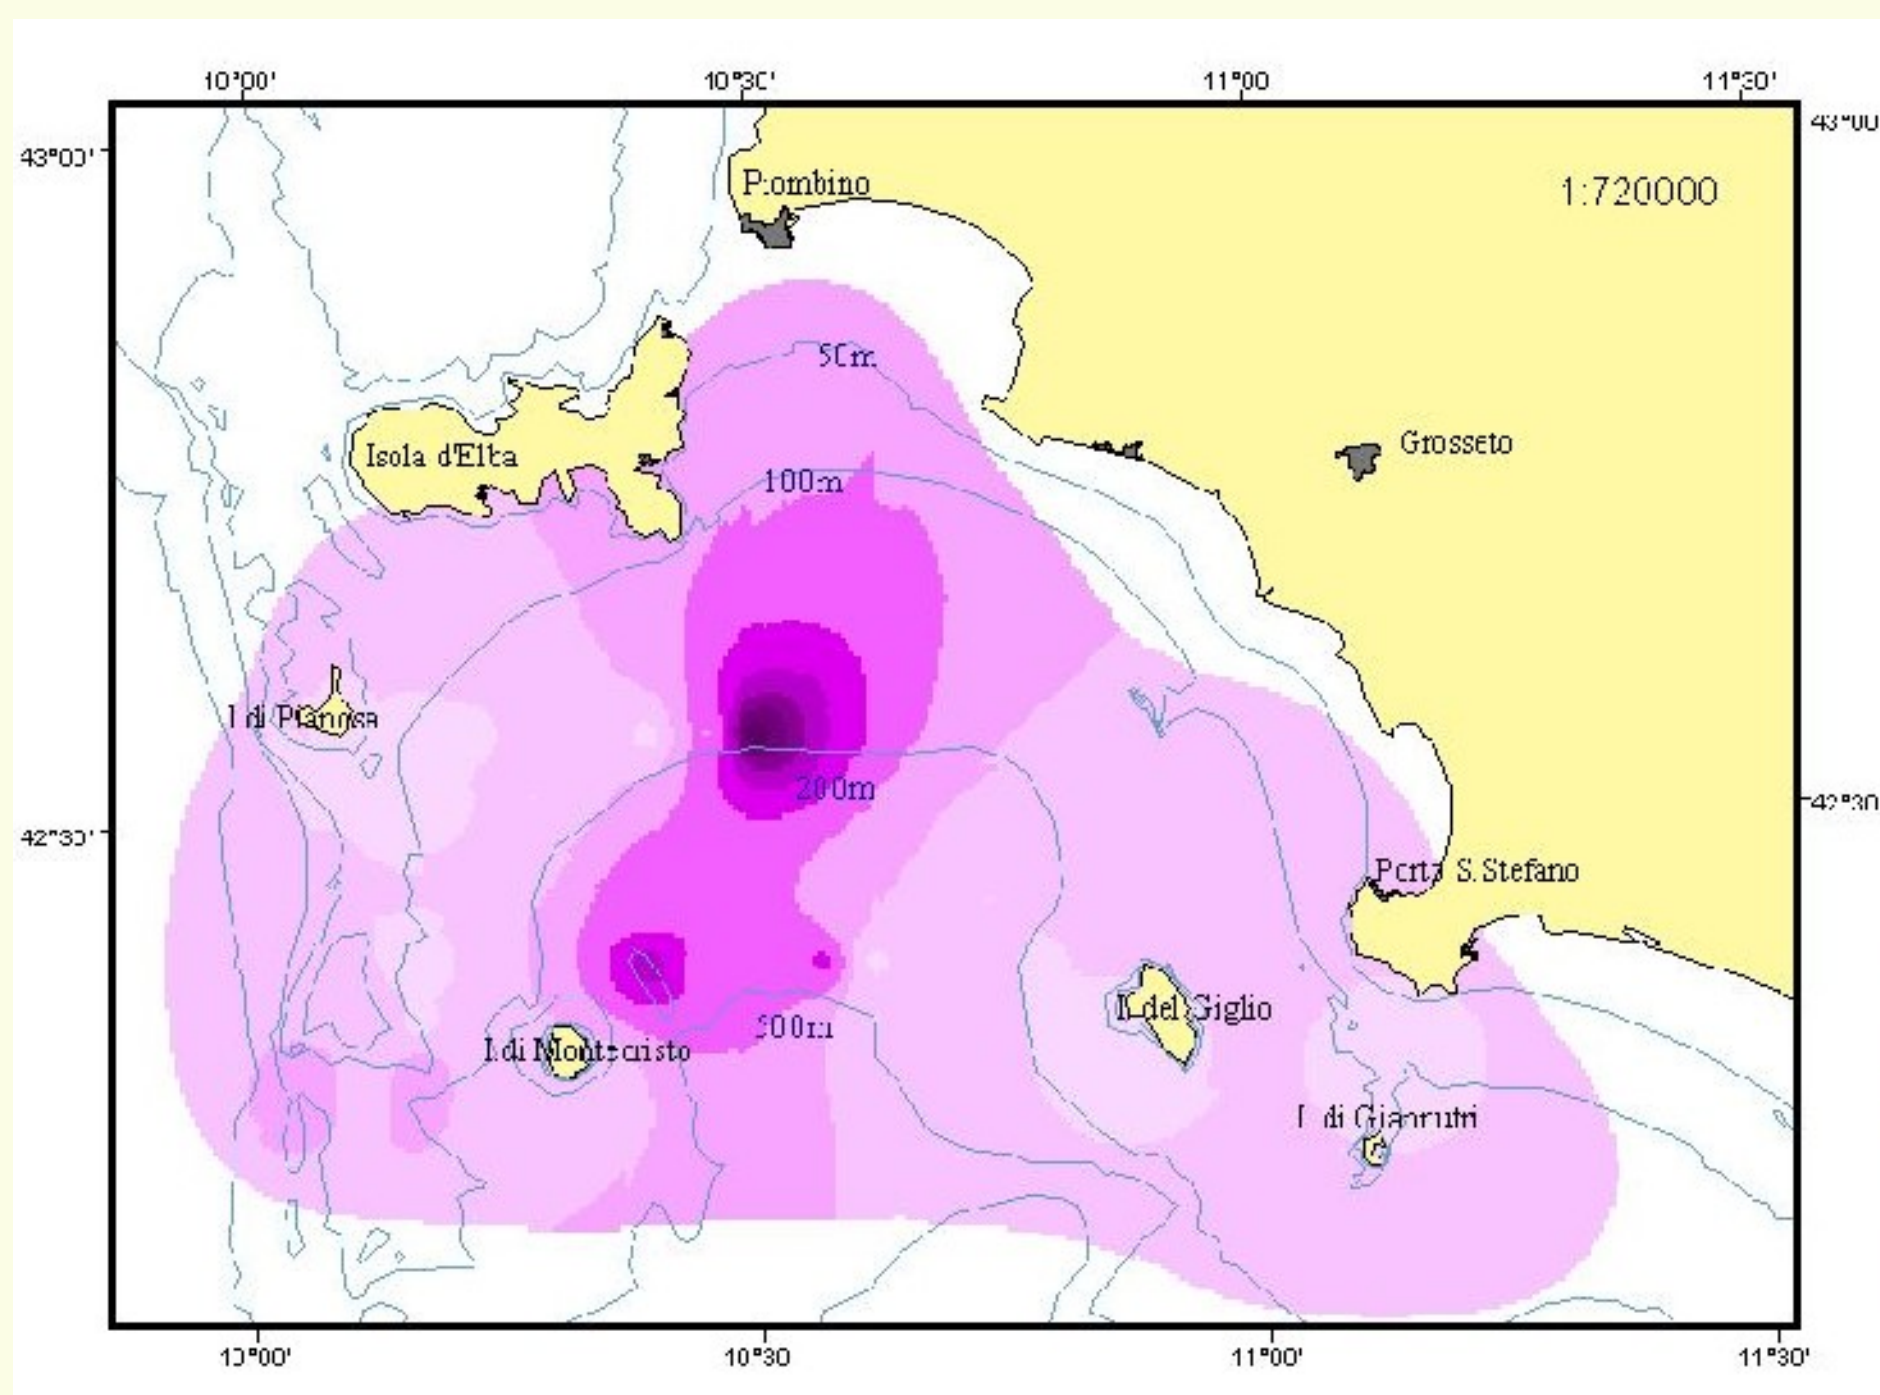 10°00' 10°30' 11°00 11°30'
43°00' 43°00
Piombino
1:720000
50m
Isola d'Elba 100m Grosseto
I.di Pianosa
200m 42°30
42°30'
Porto S.Stefano
I.del Giglio
I.di Montecristo 500m
I. di Giannutri
10°00' 10°30 11°00' 11°30'